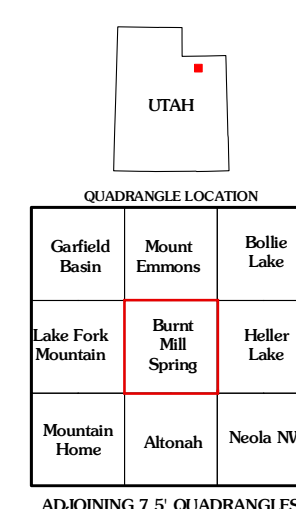 UTAH
QUADRANGLE LOCATION
Garfield
Basin
Mount
Emmons
Bollie
Lake
Lake Fork
Mountain
Burnt
Mill
Spring
Heller
Lake
Mountain
Home
Altonah
Neola NW
ADJOINING 7.5' QUADRANGLES